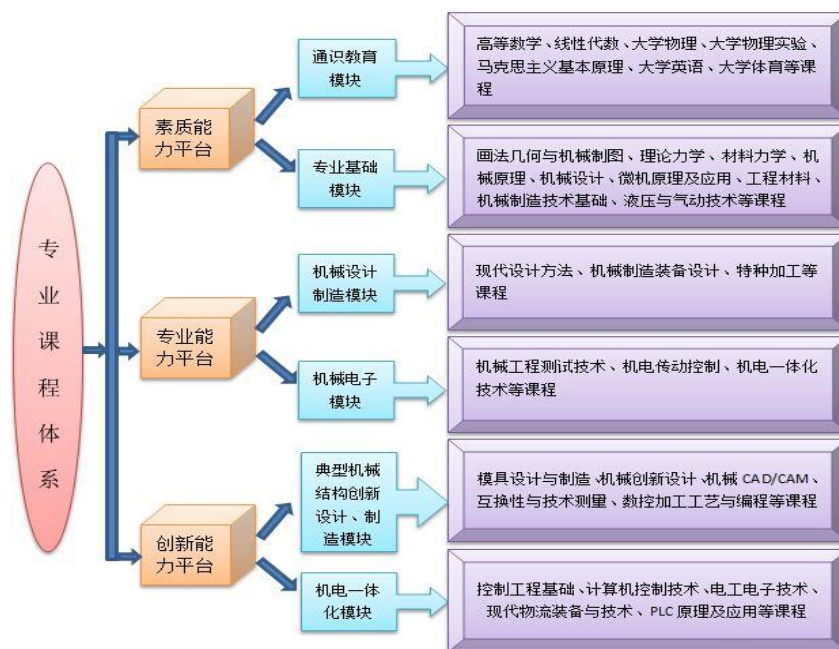 专业课程体系
素质能
力平台
通识教育
模块
高等数学、线性代数、大学物理、大学物理实验、
马克思主义基本原理、大学英语、大学体育等课
程
专业基础
模块
画法几何与机械制图、理论力学、材料力学、机
械原理、机械设计、微机原理及应用、工程材料、
机械制造技术基础、液压与气动技术等课程
专业能
力平台
机械设计
制造模块
现代设计方法、机械制造装备设计、特种加工等
课程
机械电子
模块
机械工程测试技术、机电传动控制、机电一体化
技术等课程
创新能
力平台
典型机械
结构创新
设计、制
造模块
模具设计与制造、机械创新设计、机械 CAD/CAM、
互换性与技术测量、数控加工工艺与编程等课程
机电一体
化模块
控制工程基础、计算机控制技术、电工电子技术、
现代物流装备与技术、PLC 原理及应用等课程